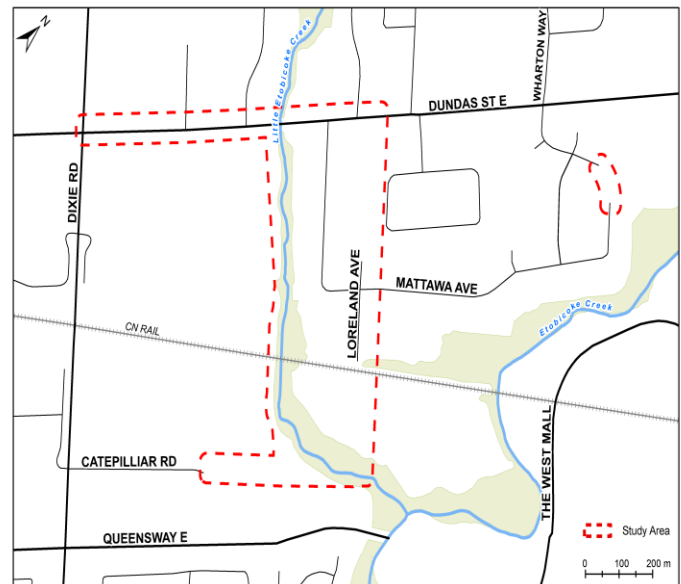 N
Little Etobicoke Creek
WHARTON WAY
DUNDAS ST E
DIXIE RD
LORELAND AVE
MATTAWA AVE
Etobicoke Creek
CN RAIL
THE WEST MALL
CATEPILLIAR RD
QUEENSWAY E
Study Area
0 100 200 m